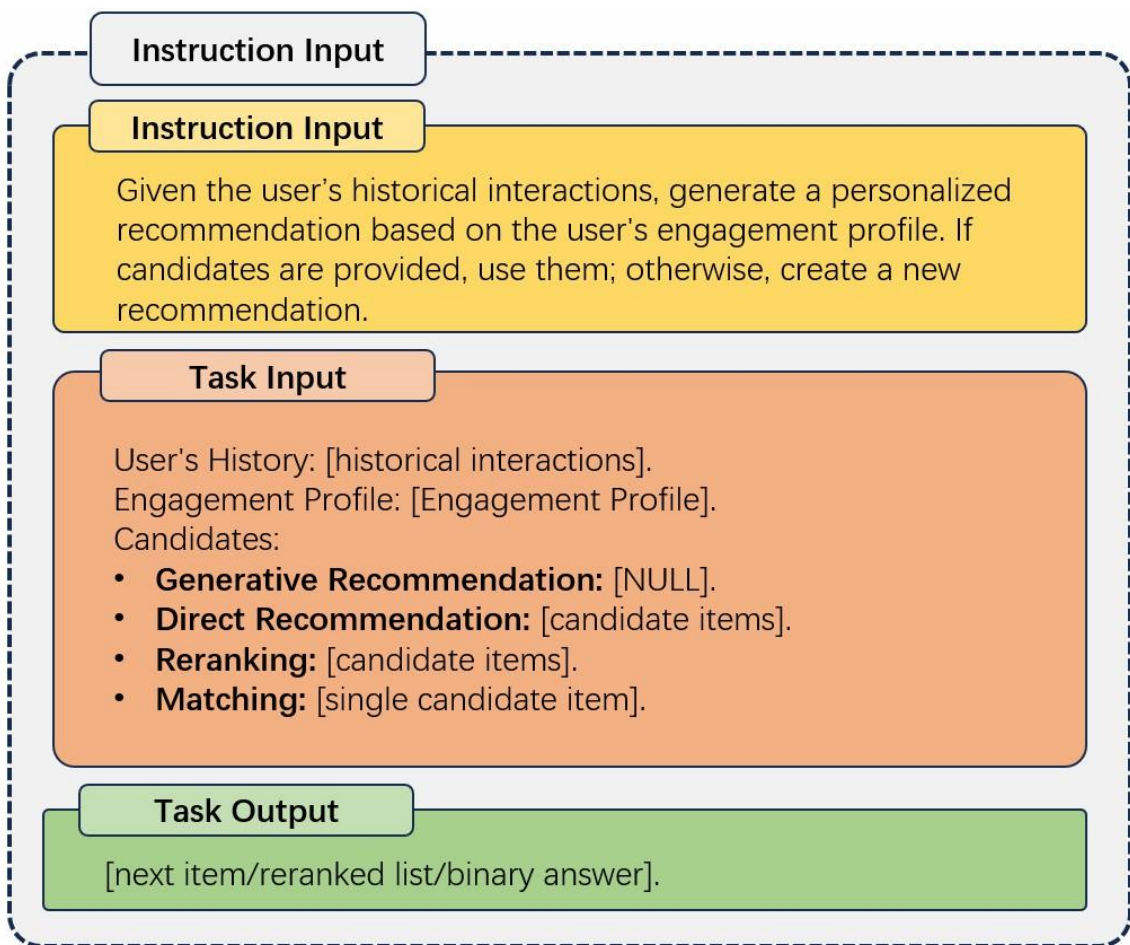 Instruction Input
Instruction Input
Given the user’s historical interactions, generate a personalized
recommendation based on the user's engagement profile. If
candidates are provided, use them; otherwise, create a new
recommendation.
Task Input
User's History: [historical interactions].
Engagement Profile: [Engagement Profile].
Candidates:
• Generative Recommendation: [NULL].
• Direct Recommendation: [candidate items].
• Reranking: [candidate items].
• Matching: [single candidate item].
Task Output
[next item/reranked list/binary answer].